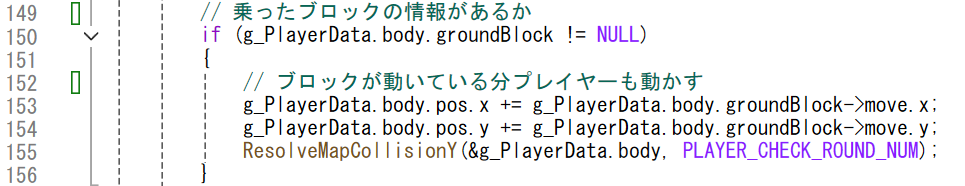 149 // 乗ったブロックの情報があるか
150 if (g_PlayerData.body.groundBlock != NULL)
151 {
152 // ブロックが動いている分プレイヤーも動かす
153 g_PlayerData.body.pos.x += g_PlayerData.body.groundBlock->move.x;
154 g_PlayerData.body.pos.y += g_PlayerData.body.groundBlock->move.y;
155 ResolveMapCollisionY(&g_PlayerData.body, PLAYER_CHECK_ROUND_NUM);
156 }